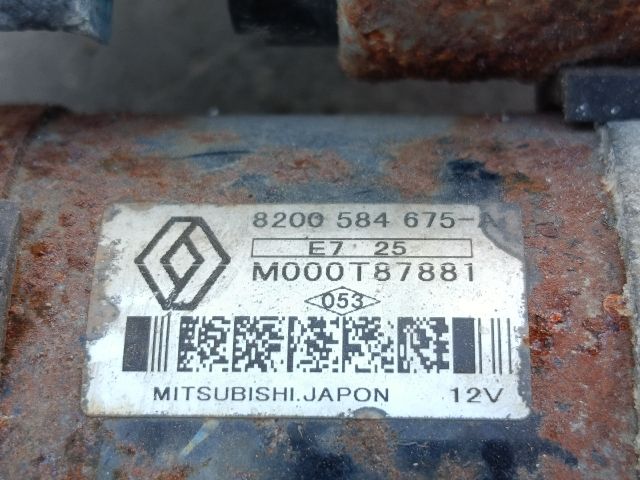 8200 584 675-A
E7 25
M000T87881
053
MITSUBISHI.JAPON 12V